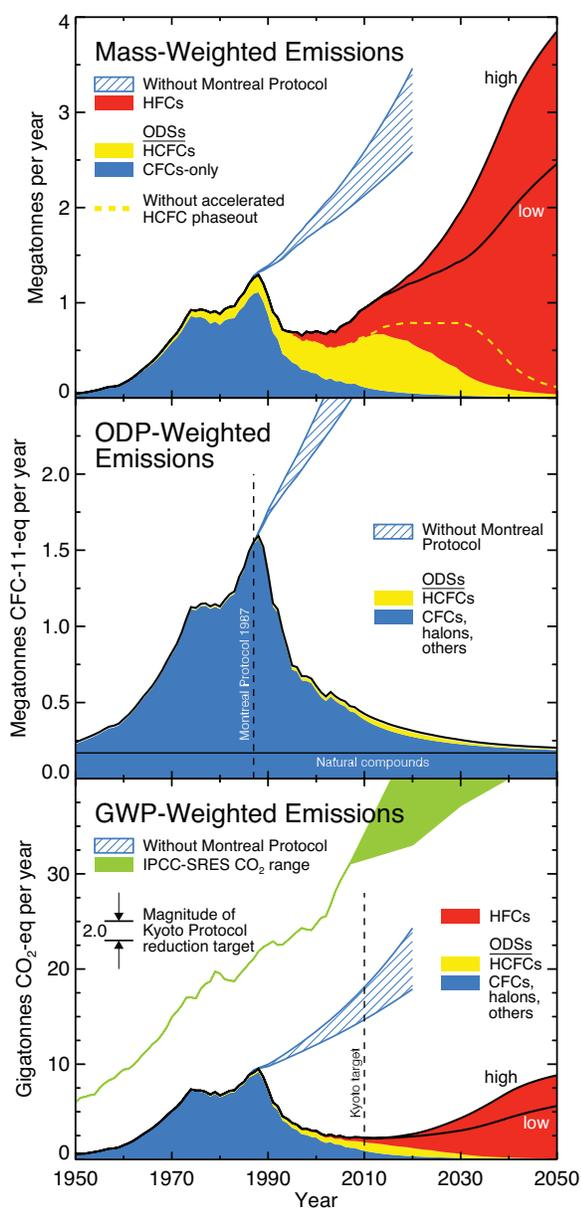 Mass-Weighted Emissions
Without Montreal Protocol
HFCs
ODSs
HCFCs
CFCs-only
Without accelerated
HCFC phaseout
high
low
Megatonnes per year
4
3
2
1
0
ODP-Weighted
Emissions
Without Montreal
Protocol
ODSs
HCFCs
CFCs,
halons,
others
Montreal Protocol 1987
Natural compounds
Megatonnes CFC-11-eq per year
2.0
1.5
1.0
0.5
0.0
GWP-Weighted Emissions
Without Montreal Protocol
IPCC-SRES CO₂ range
2.0
Magnitude of
Kyoto Protocol
reduction target
HFCs
ODSs
HCFCs
CFCs,
halons,
others
Kyoto target
high
low
Gigatonnes CO₂-eq per year
30
20
10
0
1950 1970 1990 2010 2030 2050
Year